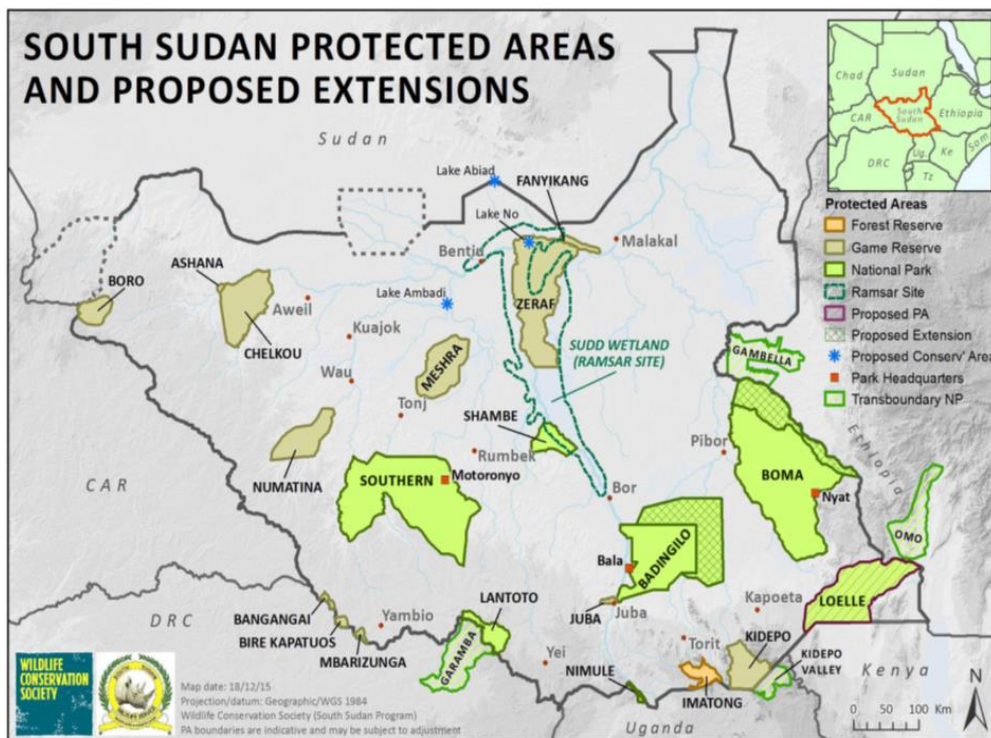 SOUTH SUDAN PROTECTED AREAS
AND PROPOSED EXTENSIONS
Chad
Sudan
CAR
South
Sudan
Ethiopia
DRC
Ug.
Ke
Som.
Tz
Protected Areas
Forest Reserve
Game Reserve
National Park
Ramsar Site
Proposed PA
Proposed Extension
Proposed Conserv' Area
Park Headquarters
Transboundary NP
Sudan
Lake Abiad
FANYIKANG
Lake No
Malakal
Bentiu
ASHANA
BORO
Aweil
Lake Ambadi
ZERAF
Kuajok
CHELKOU
SUDD WETLAND
(RAMSAR SITE)
GAMBELLA
MESHRA
Wau
Tonj
SHAMBE
Rumbek
Pibor
Ethiopia
NUMATINA
SOUTHERN
Motoronyo
BOMA
Nyat
CAR
Bor
OMO
Bala
BADINGILO
LOELLE
DRC
BANGANGAI
BIRE KAPATUOS
MBARIZUNGA
Yambio
LANTOTO
GARAMBA
JUBA
Juba
Kapoeta
Torit
KIDEPO
Yei
NIMULE
IMATONG
KIDEPO
VALLEY
Kenya
Uganda
N
0 50 100 Km
WILDLIFE
CONSERVATION
SOCIETY
Map date: 18/12/15
Projection/datum: Geographic/WGS 1984
Wildlife Conservation Society (South Sudan Program)
PA boundaries are indicative and may be subject to adjustment